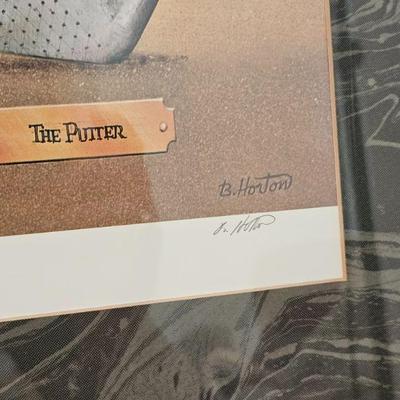 THE PUTTER
B. Horton